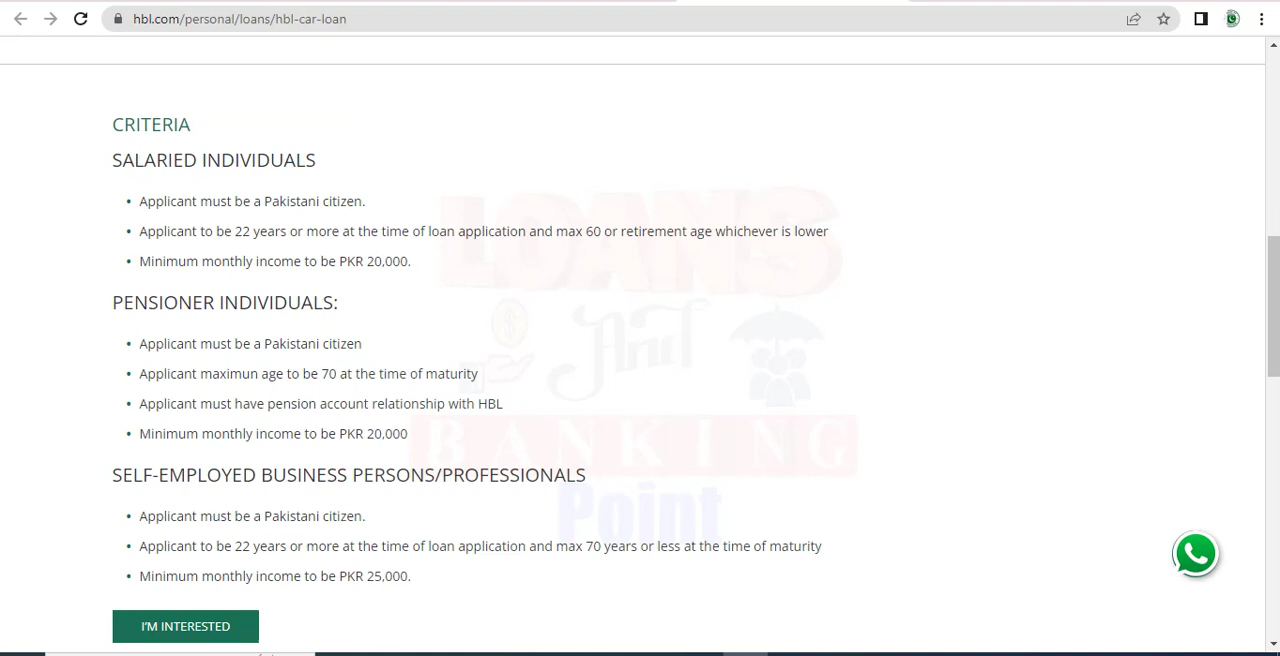 hbl.com/personal/loans/hbl-car-loan
CRITERIA
SALARIED INDIVIDUALS
• Applicant must be a Pakistani citizen.
• Applicant to be 22 years or more at the time of loan application and max 60 or retirement age whichever is lower
• Minimum monthly income to be PKR 20,000.
PENSIONER INDIVIDUALS:
• Applicant must be a Pakistani citizen
• Applicant maximun age to be 70 at the time of maturity
• Applicant must have pension account relationship with HBL
• Minimum monthly income to be PKR 20,000
SELF-EMPLOYED BUSINESS PERSONS/PROFESSIONALS
• Applicant must be a Pakistani citizen.
• Applicant to be 22 years or more at the time of loan application and max 70 years or less at the time of maturity
• Minimum monthly income to be PKR 25,000.
I'M INTERESTED
LOANS
And
BANKING
Point